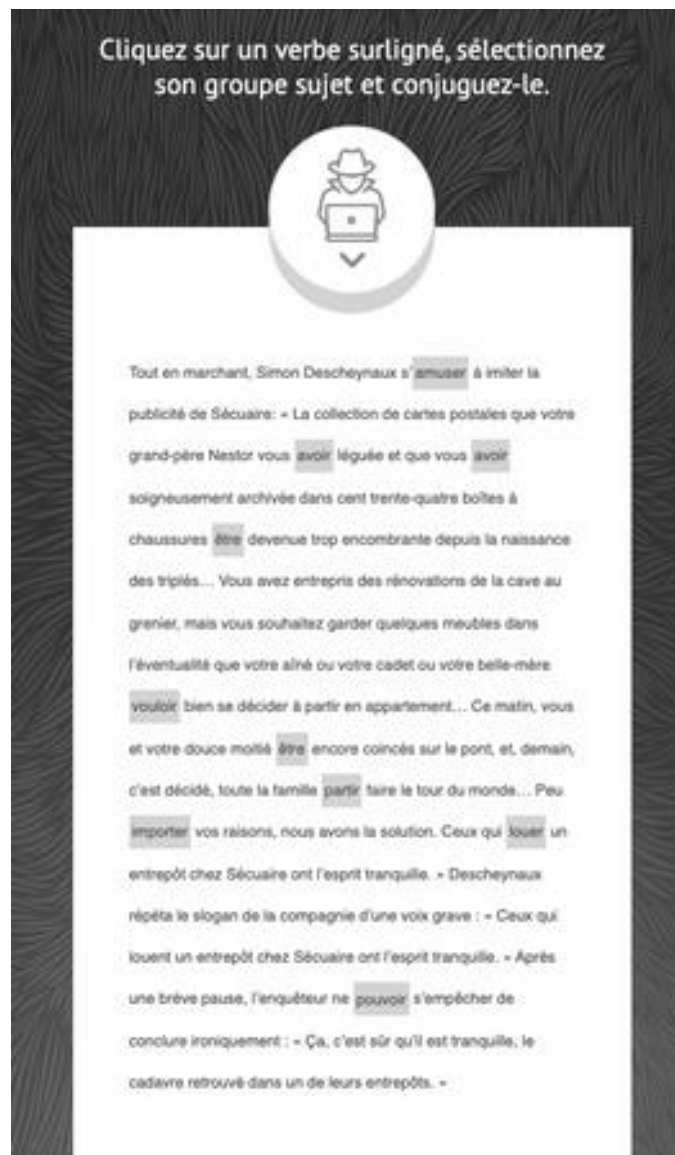 Cliquez sur un verbe surligné, sélectionnez
son groupe sujet et conjuguez-le.
Tout en marchant, Simon Descheynaux s'amuser à imiter la
publicité de Sécuaire: « La collection de cartes postales que votre
grand-père Nestor vous avoir léguée et que vous avoir
soigneusement archivée dans cent trente-quatre boîtes à
chaussures être devenue trop encombrante depuis la naissance
des triplés... Vous avez entrepris des rénovations de la cave au
grenier, mais vous souhaitez garder quelques meubles dans
l'éventualité que votre aîné ou votre cadet ou votre belle-mère
vouloir bien se décider à partir en appartement... Ce matin, vous
et votre douce moitié être encore coincés sur le pont, et, demain,
c'est décidé, toute la famille partir faire le tour du monde... Peu
importer vos raisons, nous avons la solution. Ceux qui louer un
entrepôt chez Sécuaire ont l'esprit tranquille. » Descheynaux
répéta le slogan de la compagnie d'une voix grave : « Ceux qui
louent un entrepôt chez Sécuaire ont l'esprit tranquille. » Après
une brève pause, l'enquêteur ne pouvoir s'empêcher de
conclure ironiquement : « Ça, c'est sûr qu'il est tranquille, le
cadavre retrouvé dans un de leurs entrepôts. »